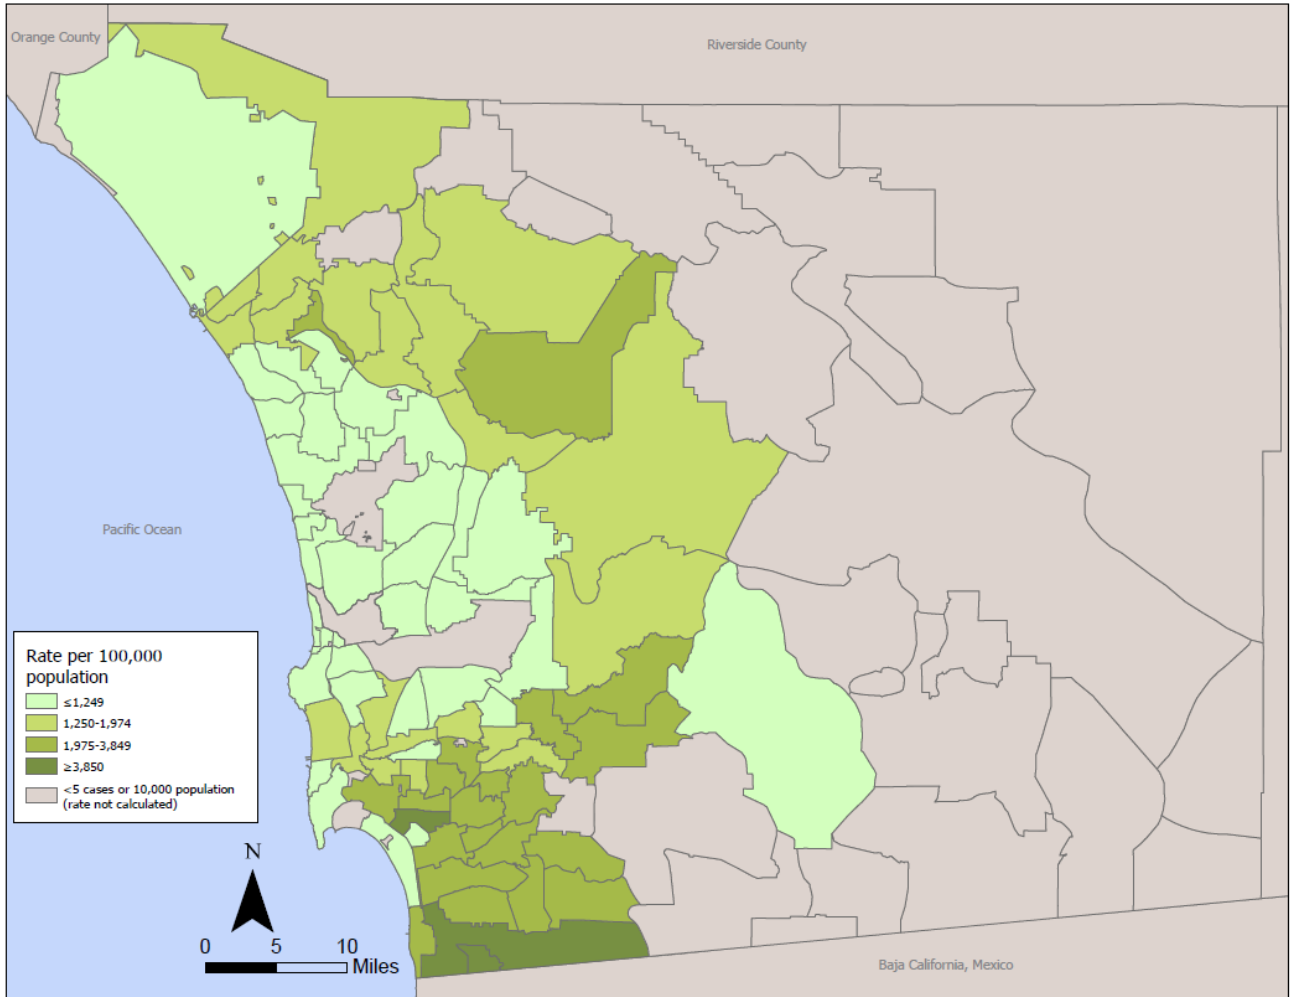 Orange County
Riverside County
Pacific Ocean
Rate per 100,000
population
≤1,249
1,250-1,974
1,975-3,849
≥3,850
<5 cases or 10,000 population
(rate not calculated)
N
0 5 10
Miles
Baja California, Mexico